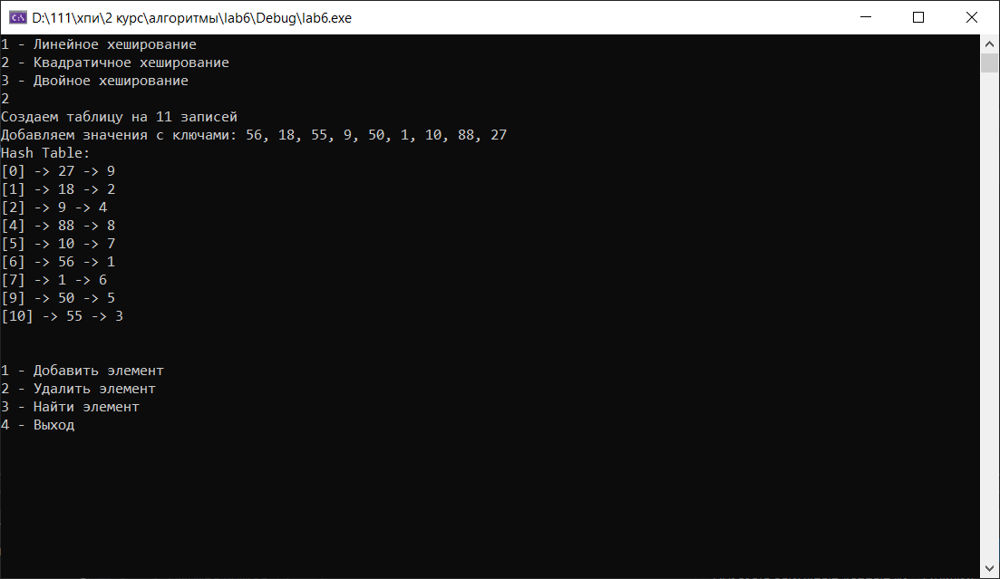 D:\111\хпи\2 курс\алгоритмы\lab6\Debug\lab6.exe
1 - Линейное хеширование
2 - Квадратичное хеширование
3 - Двойное хеширование
2
Создаем таблицу на 11 записей
Добавляем значения с ключами: 56, 18, 55, 9, 50, 1, 10, 88, 27
Hash Table:
[0] -> 27 -> 9
[1] -> 18 -> 2
[2] -> 9 -> 4
[4] -> 88 -> 8
[5] -> 10 -> 7
[6] -> 56 -> 1
[7] -> 1 -> 6
[9] -> 50 -> 5
[10] -> 55 -> 3
1 - Добавить элемент
2 - Удалить элемент
3 - Найти элемент
4 - Выход